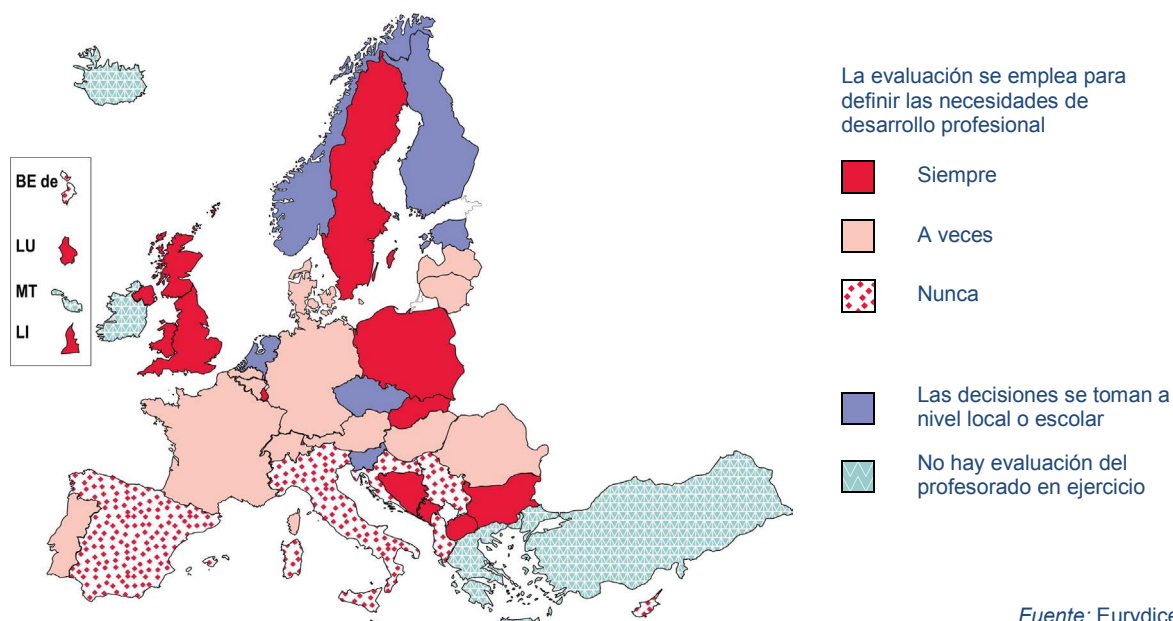 La evaluación se emplea para
definir las necesidades de
desarrollo profesional
Siempre
A veces
Nunca
Las decisiones se toman a
nivel local o escolar
No hay evaluación del
profesorado en ejercicio
BE de
LU
MT
LI
Fuente: Eurydice